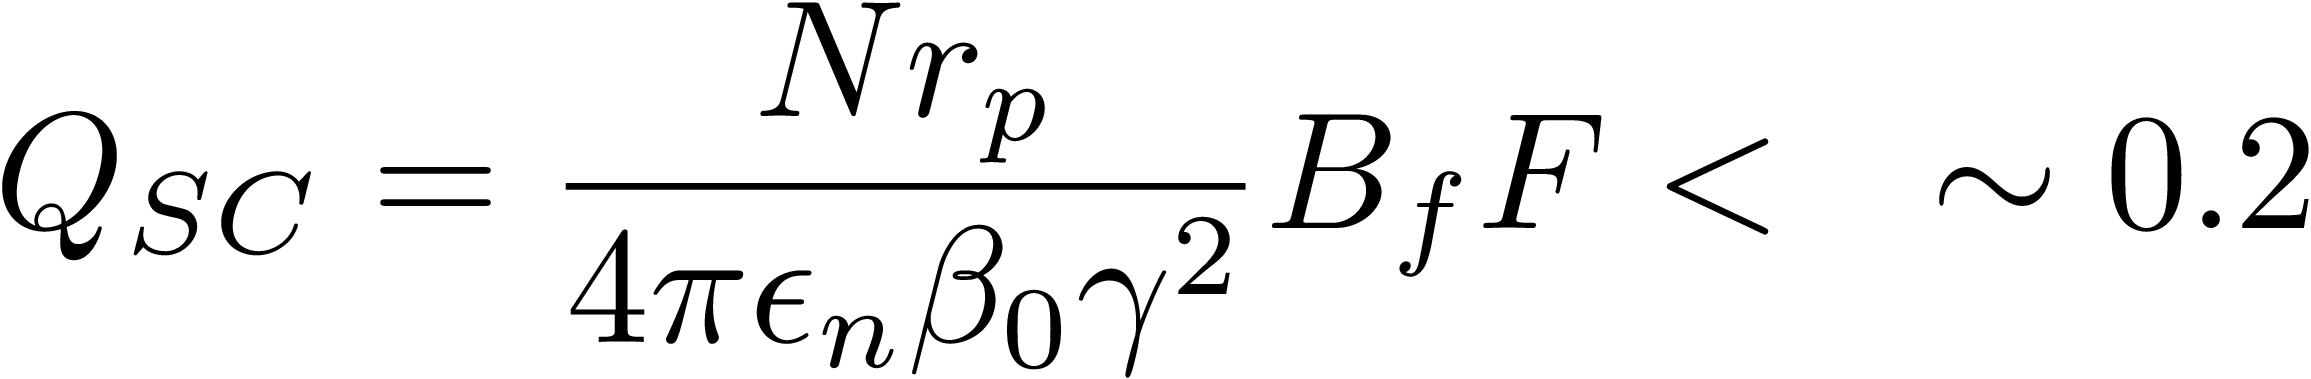 Q_{SC} = \frac{N r_p}{4 \pi \epsilon_n \beta_0 \gamma^2} B_f F < \sim 0.2